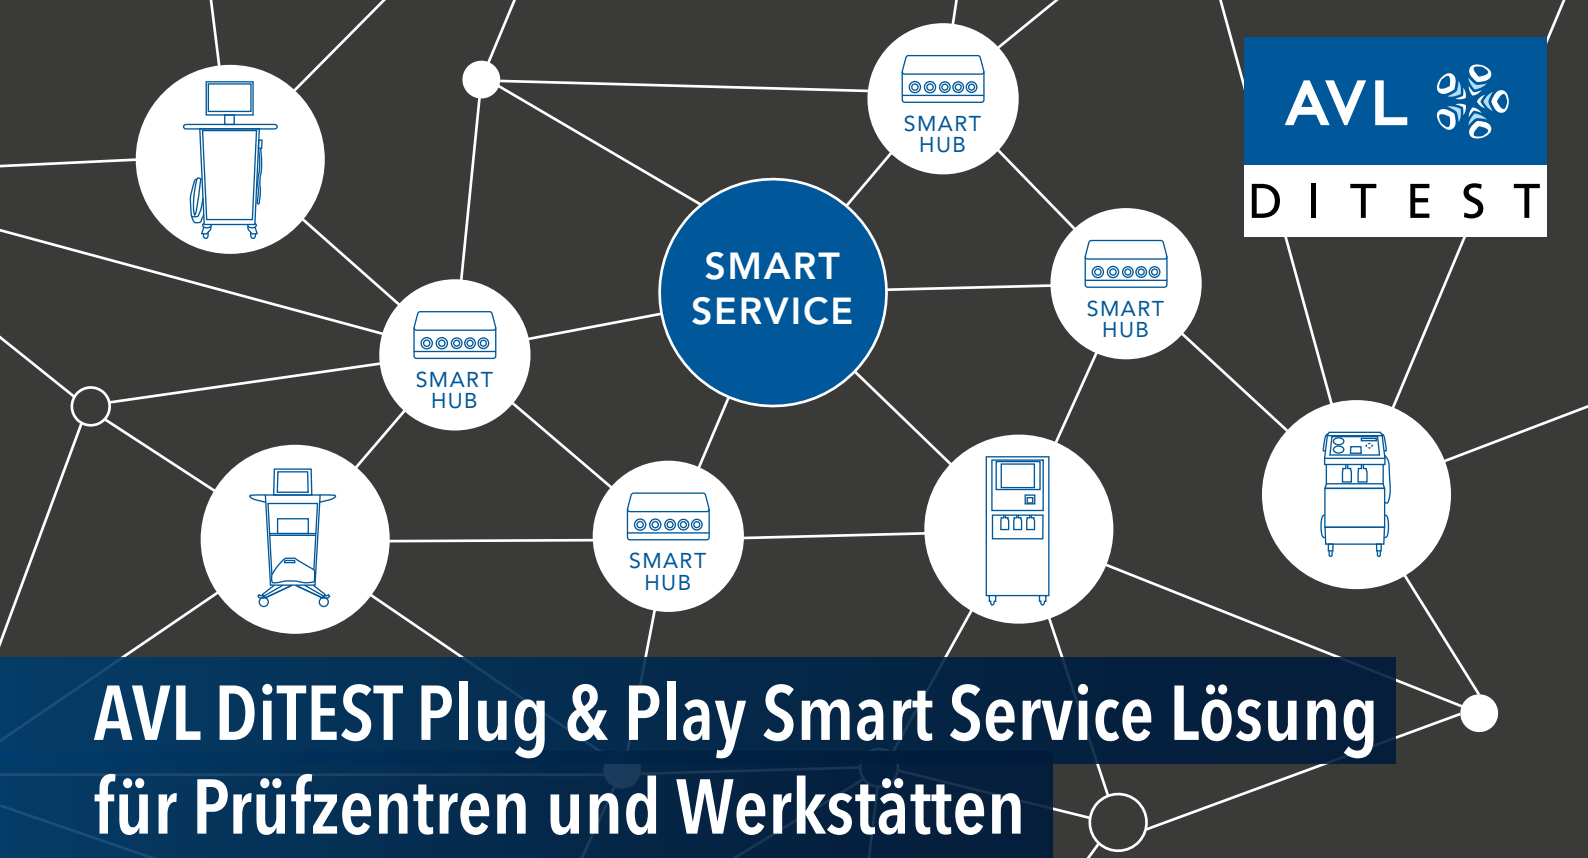 SMART
HUB
AVL
DITEST
SMART
SERVICE
SMART
HUB
SMART
HUB
SMART
HUB
AVL DiTEST Plug & Play Smart Service Lösung
für Prüfzentren und Werkstätten